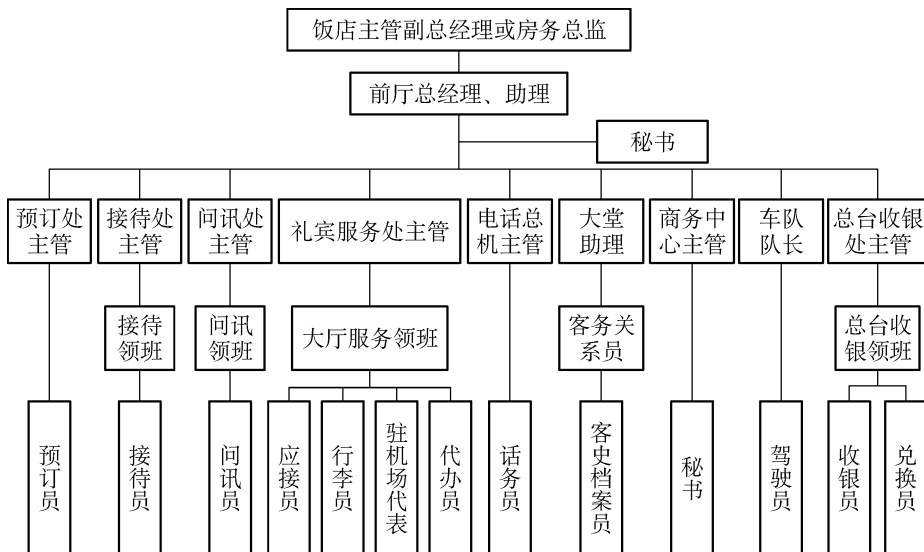 饭店主管副总经理或房务总监
前厅总经理、助理
秘书
预订处
主管
接待处
主管
问讯处
主管
礼宾服务处主管
电话总
机主管
大堂
助理
商务中
心主管
车队
队长
总台收银
处主管
接待
领班
问讯
领班
大厅服务领班
客务关
系员
总台收
银领班
预订员
接待员
问讯员
应接员
行李员
驻机场代表
代办员
话务员
客史档案员
秘书
驾驶员
收银员
兑换员